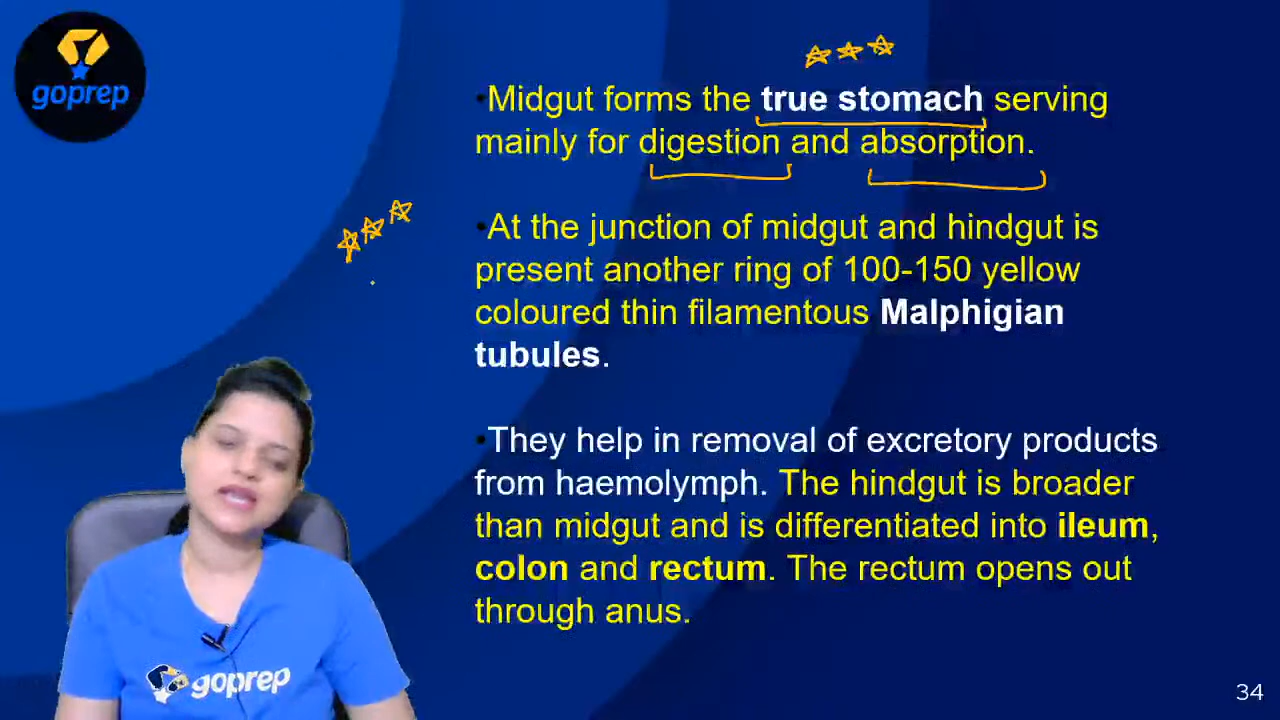 goprep
•Midgut forms the true stomach serving
mainly for digestion and absorption.
•At the junction of midgut and hindgut is
present another ring of 100-150 yellow
coloured thin filamentous Malphigian
tubules.
•They help in removal of excretory products
from haemolymph. The hindgut is broader
than midgut and is differentiated into ileum,
colon and rectum. The rectum opens out
through anus.
goprep
34